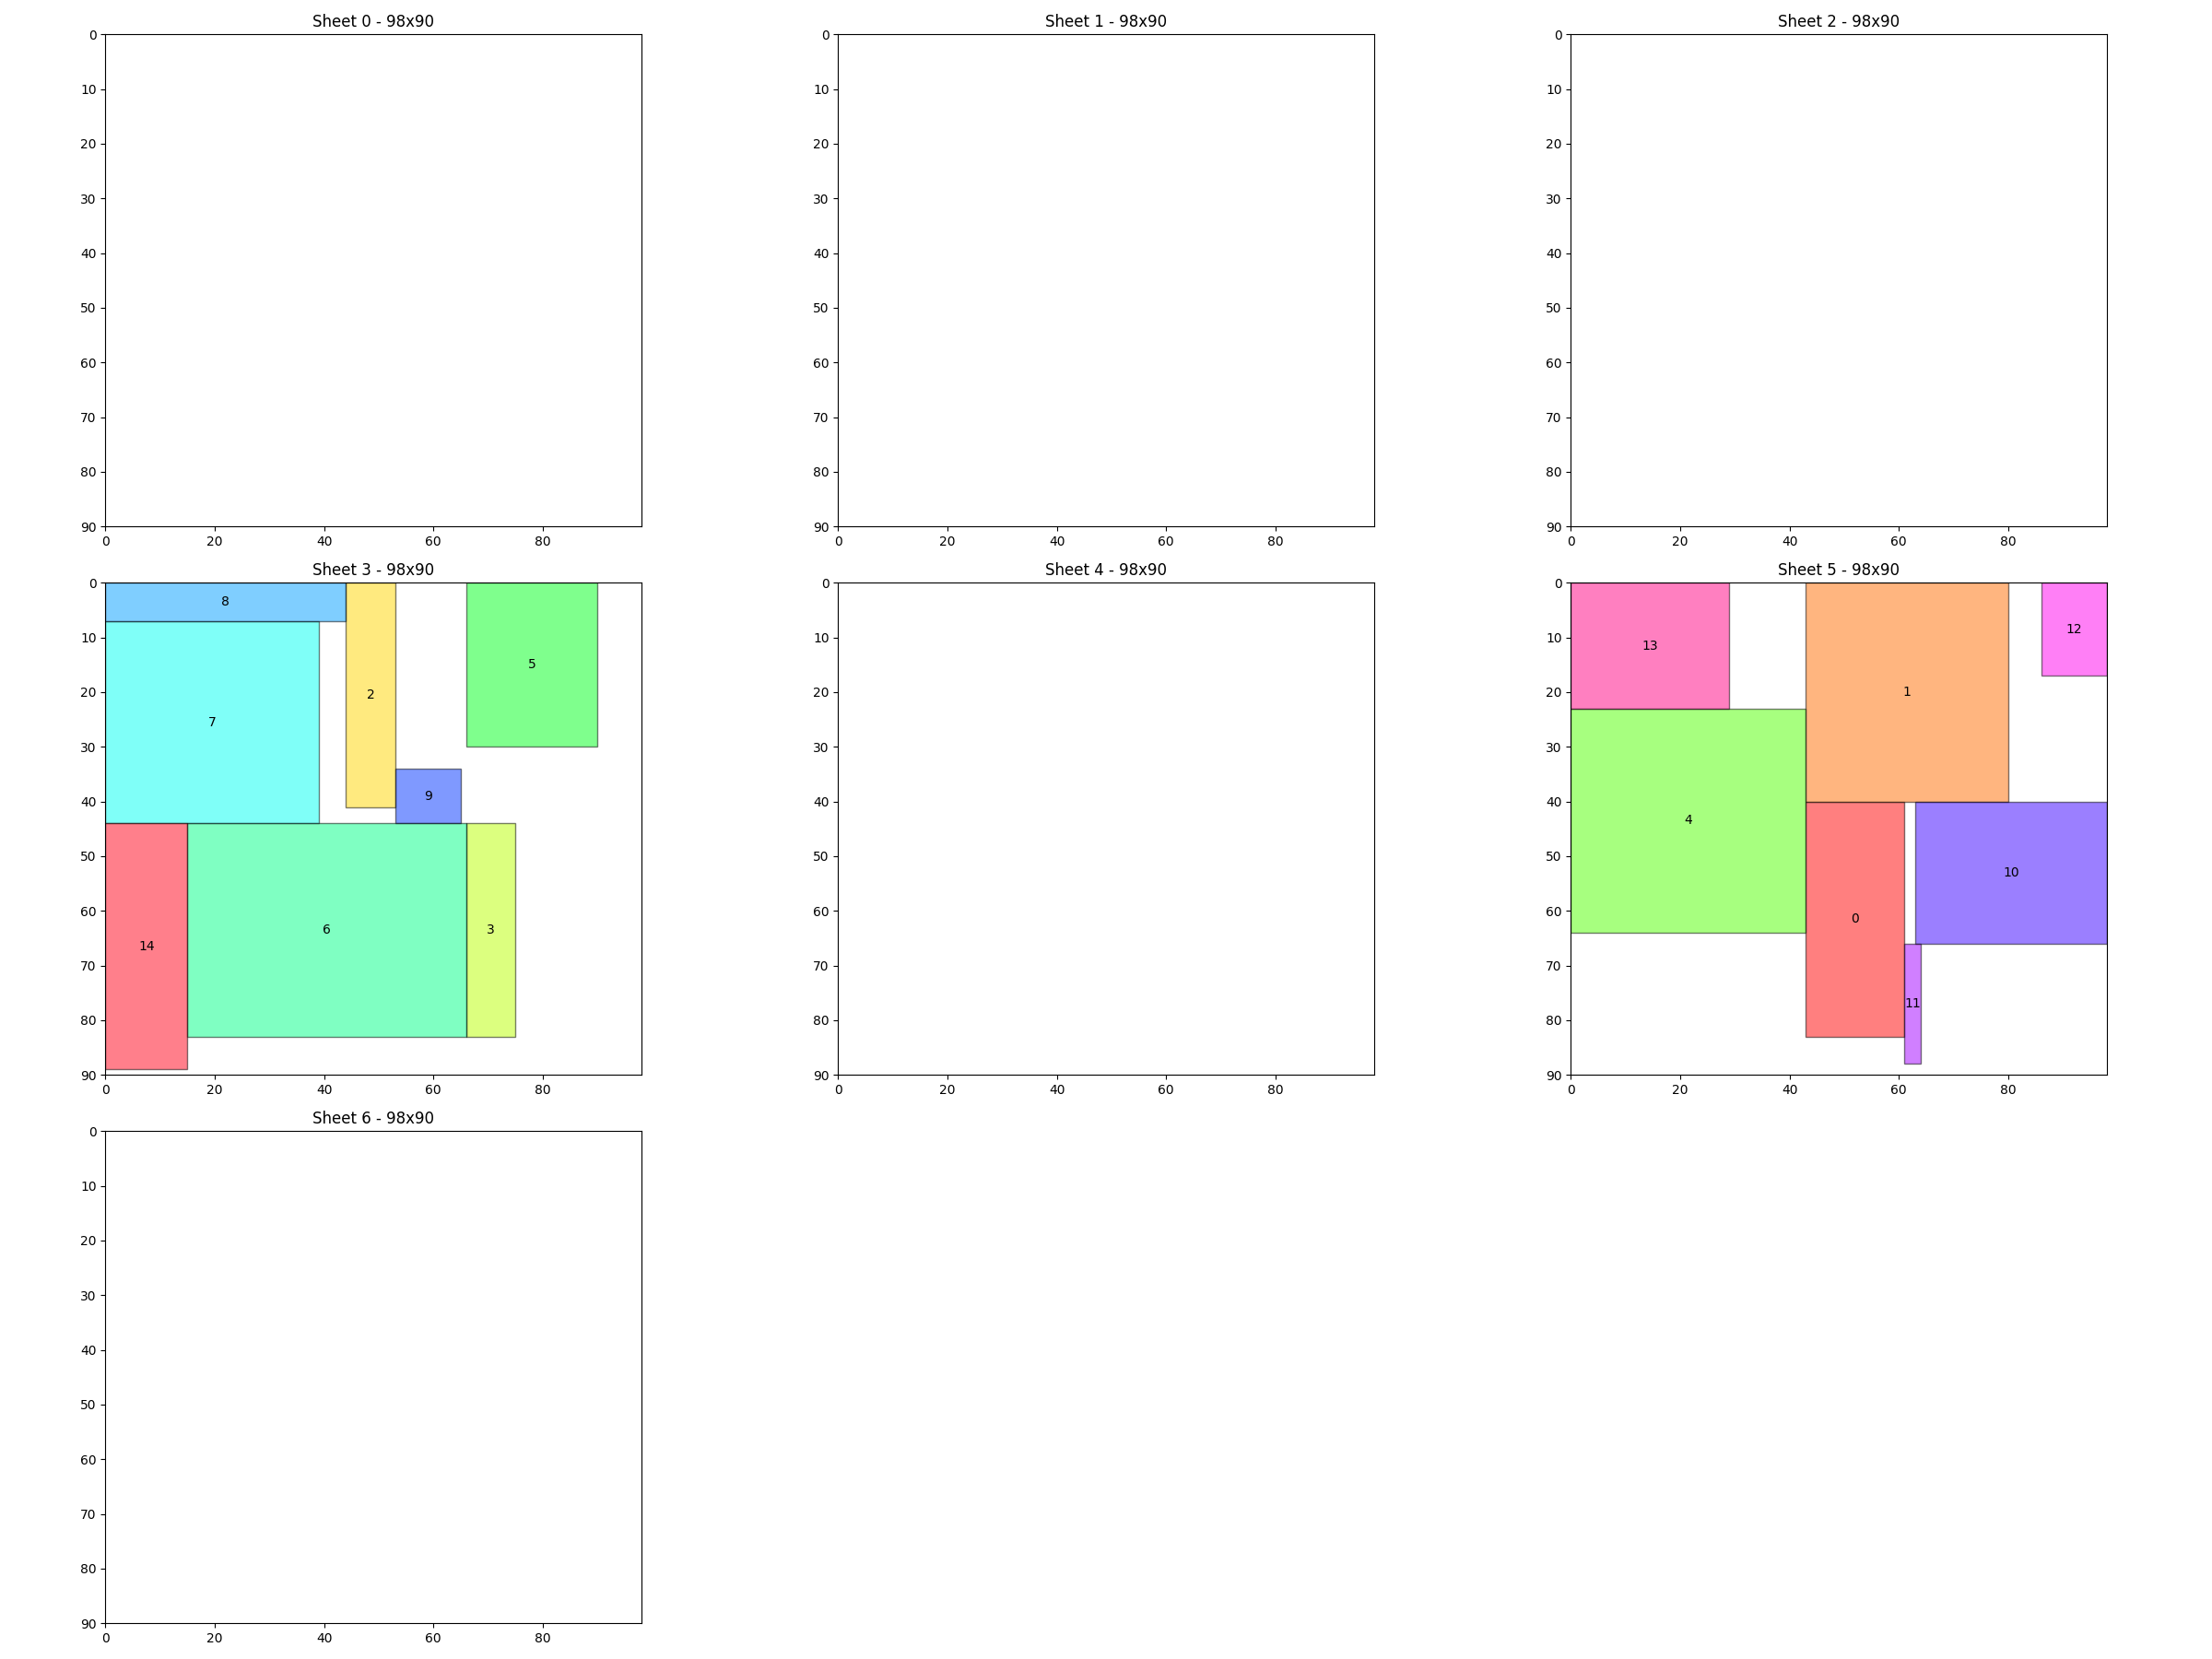 Sheet 0 - 98x90
Sheet 1 - 98x90
Sheet 2 - 98x90
0 0 0
10 10 10
20 20 20
30 30 30
40 40 40
50 50 50
60 60 60
70 70 70
80 80 80
90 90 90
0 20 40 60 80 0 20 40 60 80 0 20 40 60 80
Sheet 3 - 98x90
Sheet 4 - 98x90
Sheet 5 - 98x90
0 0 0
8
10 10 10
12
13
5
20 20 20
2
1
7
30 30 30
9
40 40 40
4
50 50 50
10
60 60 60
0
6
3
14
70 70 70
11
80 80 80
90 90 90
0 20 40 60 80 0 20 40 60 80 0 20 40 60 80
Sheet 6 - 98x90
0
10
20
30
40
50
60
70
80
90
0 20 40 60 80